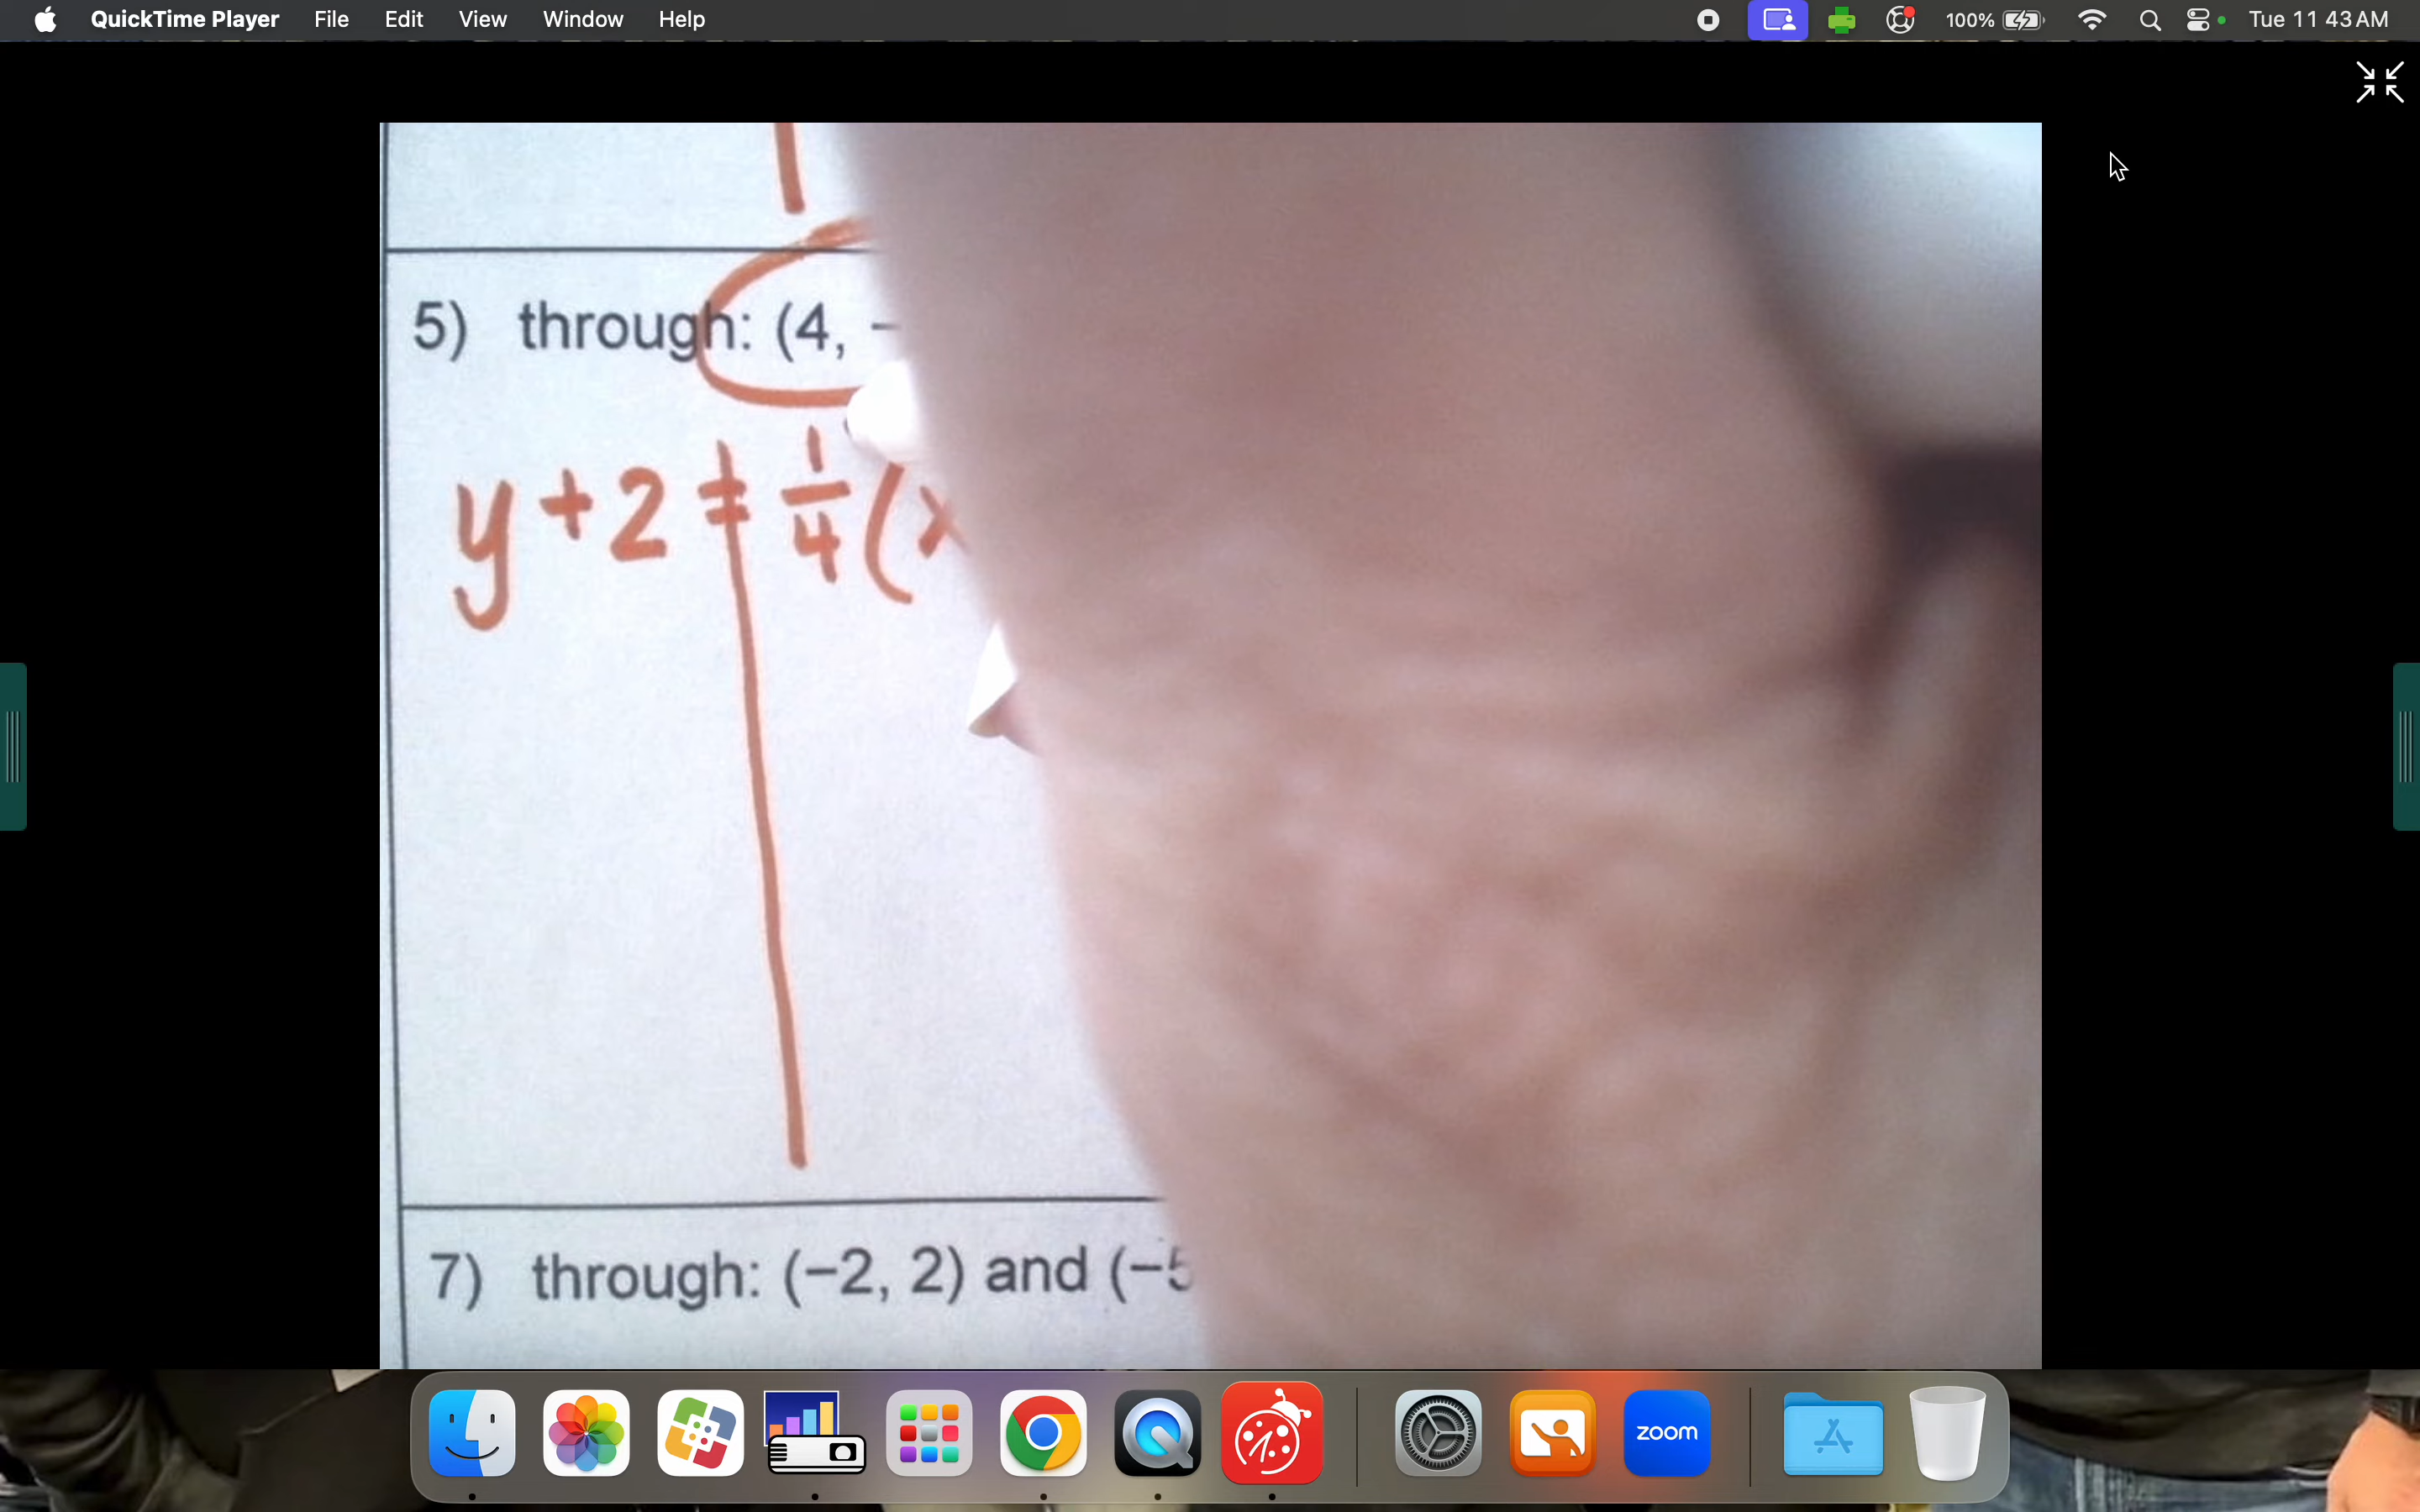 QuickTime Player File Edit View Window Help 100% Tue 11 43 AM
5) through: (4, -
y + 2 = 1/4 (x
7) through: (−2, 2) and (−5
zoom